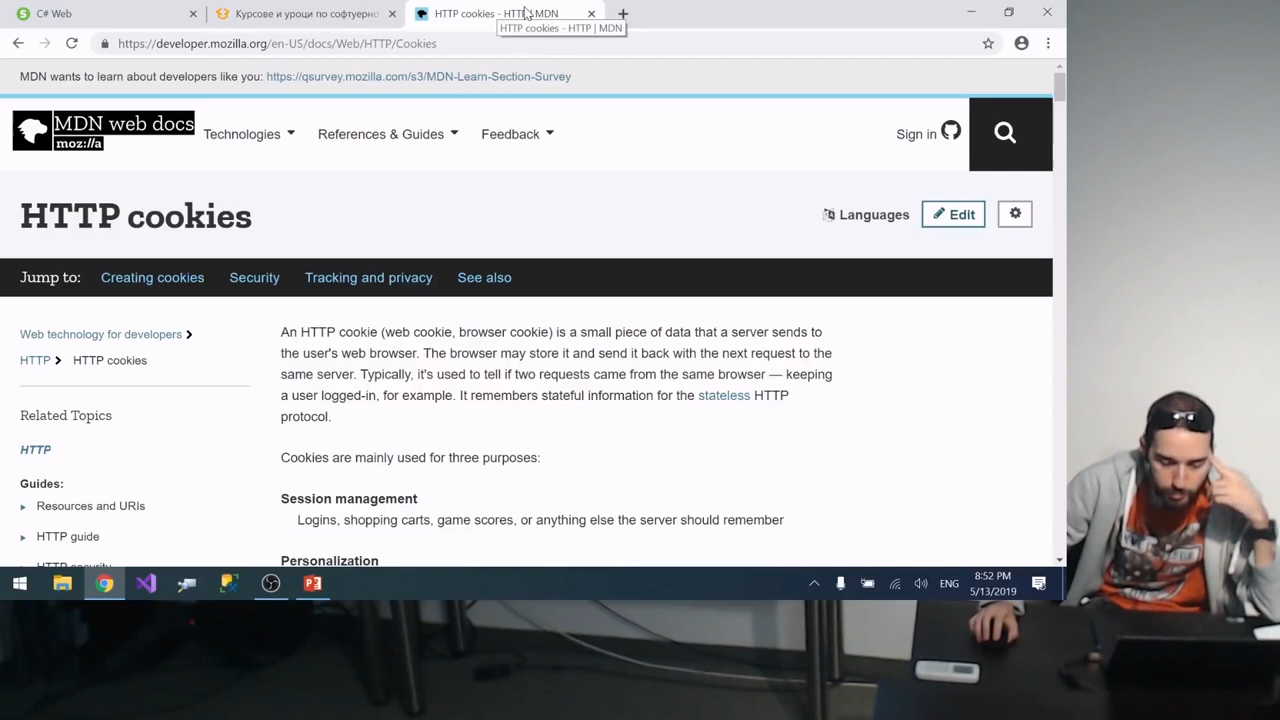 C# Web
Курсове и уроци по софтуерно
HTTP cookies - HTTP | MDN
HTTP cookies - HTTP | MDN
https://developer.mozilla.org/en-US/docs/Web/HTTP/Cookies
MDN wants to learn about developers like you: https://qsurvey.mozilla.com/s3/MDN-Learn-Section-Survey
MDN web docs
moz://a
Technologies
References & Guides
Feedback
Sign in
HTTP cookies
Languages
Edit
Jump to: Creating cookies Security Tracking and privacy See also
Web technology for developers
HTTP HTTP cookies
Related Topics
HTTP
Guides:
Resources and URIs
HTTP guide
HTTP security
An HTTP cookie (web cookie, browser cookie) is a small piece of data that a server sends to
the user's web browser. The browser may store it and send it back with the next request to the
same server. Typically, it's used to tell if two requests came from the same browser — keeping
a user logged-in, for example. It remembers stateful information for the stateless HTTP
protocol.
Cookies are mainly used for three purposes:
Session management
Logins, shopping carts, game scores, or anything else the server should remember
Personalization
ENG
8:52 PM
5/13/2019